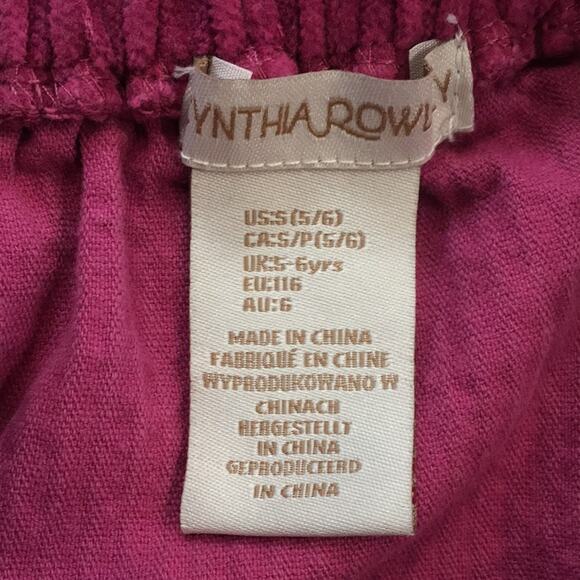 YNTHIA ROWL
Y
US:S (5/6)
CA:S/P(5/6)
UK:5-6yrs
EU:116
AU:6
MADE IN CHINA
FABRIQUÉ EN CHINE
WYPRODUKOWANO W
CHINACH
HERGESTELLT
IN CHINA
GEPRODUCEERD
IN CHINA